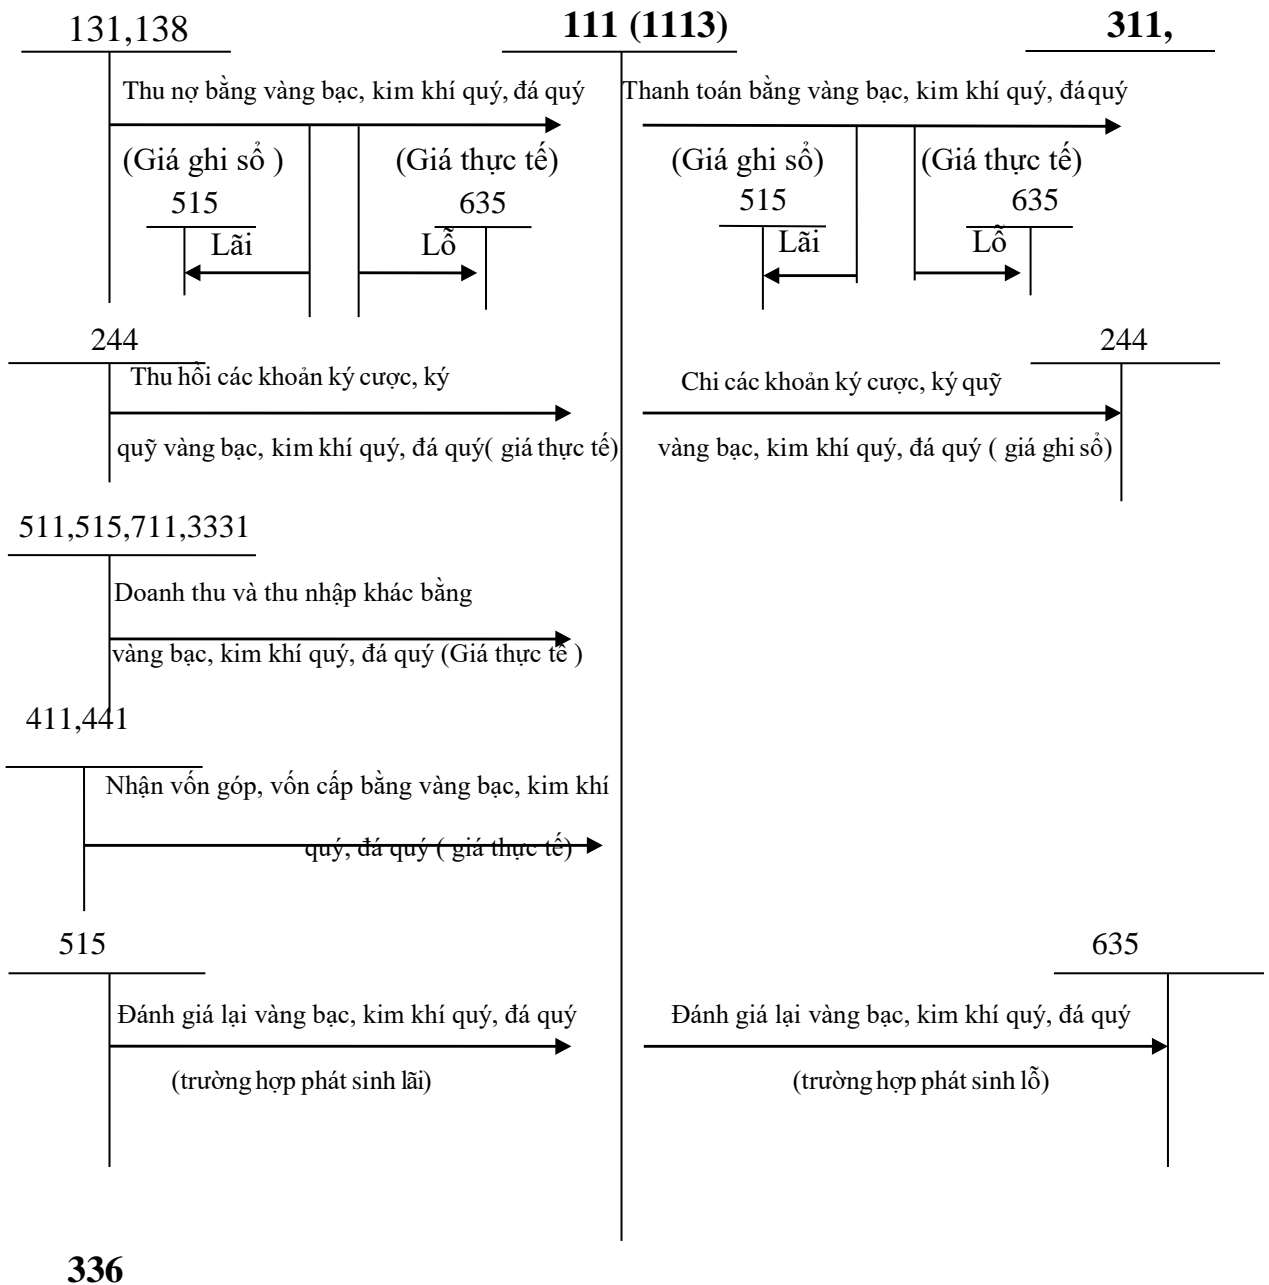 131,138
111 (1113)
311,
Thu nợ bằng vàng bạc, kim khí quý, đá quý
Thanh toán bằng vàng bạc, kim khí quý, đá quý
(Giá ghi sổ )
(Giá thực tế)
(Giá ghi sổ)
(Giá thực tế)
515
635
515
635
Lãi
Lỗ
Lãi
Lỗ
244
244
Thu hồi các khoản ký cược, ký
Chi các khoản ký cược, ký quỹ
quỹ vàng bạc, kim khí quý, đá quý( giá thực tế)
vàng bạc, kim khí quý, đá quý ( giá ghi sổ)
511,515,711,3331
Doanh thu và thu nhập khác bằng
vàng bạc, kim khí quý, đá quý (Giá thực tế )
411,441
Nhận vốn góp, vốn cấp bằng vàng bạc, kim khí
quý, đá quý ( giá thực tế)
515
635
Đánh giá lại vàng bạc, kim khí quý, đá quý
Đánh giá lại vàng bạc, kim khí quý, đá quý
(trường hợp phát sinh lãi)
(trường hợp phát sinh lỗ)
336